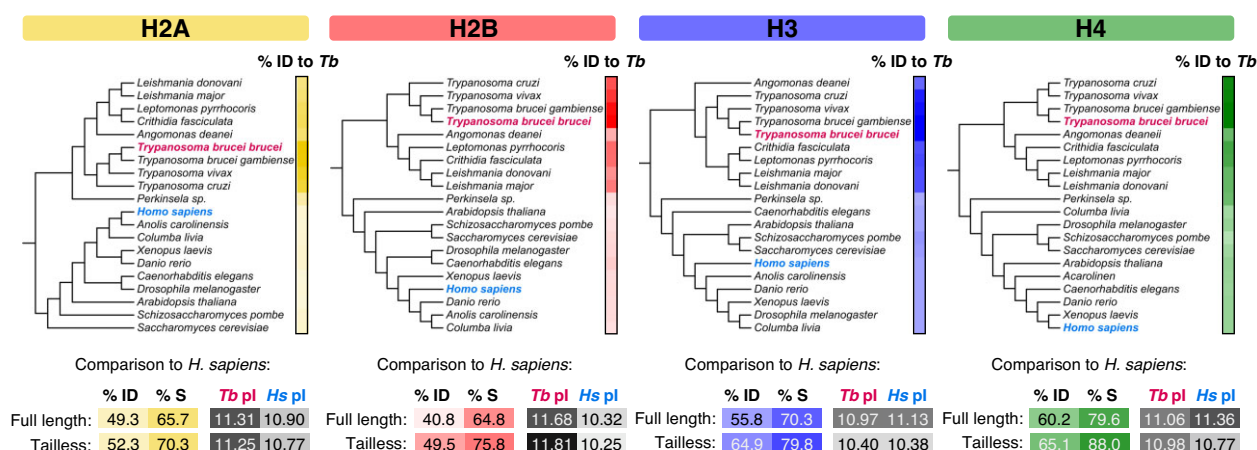 H2A
% ID to Tb
Leishmania donovani
Leishmania major
Leptomonas pyrrhocoris
Crithidia fasciculata
Angomonas deanei
Trypanosoma brucei brucei
Trypanosoma brucei gambiense
Trypanosoma vivax
Trypanosoma cruzi
Perkinsela sp.
Homo sapiens
Anolis carolinensis
Columba livia
Xenopus laevis
Danio rerio
Caenorhabditis elegans
Drosophila melanogaster
Arabidopsis thaliana
Schizosaccharomyces pombe
Saccharomyces cerevisiae
Comparison to H. sapiens:
% ID % S Tb pI Hs pI
Full length: 49.3 65.7 11.31 10.90
Tailless: 52.3 70.3 11.25 10.77
H2B
% ID to Tb
Trypanosoma cruzi
Trypanosoma vivax
Trypanosoma brucei gambiense
Trypanosoma brucei brucei
Angomonas deanei
Leptomonas pyrrhocoris
Crithidia fasciculata
Leishmania donovani
Leishmania major
Perkinsela sp.
Arabidopsis thaliana
Schizosaccharomyces pombe
Saccharomyces cerevisiae
Drosophila melanogaster
Caenorhabditis elegans
Xenopus laevis
Homo sapiens
Danio rerio
Anolis carolinensis
Columba livia
Comparison to H. sapiens:
% ID % S Tb pI Hs pI
Full length: 40.8 64.8 11.68 10.32
Tailless: 49.5 75.8 11.81 10.25
H3
% ID to Tb
Angomonas deanei
Trypanosoma cruzi
Trypanosoma vivax
Trypanosoma brucei gambiense
Trypanosoma brucei brucei
Crithidia fasciculata
Leptomonas pyrrhocoris
Leishmania major
Leishmania donovani
Perkinsela sp.
Caenorhabditis elegans
Arabidopsis thaliana
Schizosaccharomyces pombe
Saccharomyces cerevisiae
Homo sapiens
Anolis carolinensis
Danio rerio
Xenopus laevis
Drosophila melanogaster
Columba livia
Comparison to H. sapiens:
% ID % S Tb pI Hs pI
Full length: 55.8 70.3 10.97 11.13
Tailless: 64.9 79.8 10.40 10.38
H4
% ID to Tb
Trypanosoma cruzi
Trypanosoma vivax
Trypanosoma brucei gambiense
Trypanosoma brucei brucei
Angomonas deaneii
Crithidia fasciculata
Leptomonas pyrrhocoris
Leishmania major
Leishmania donovani
Perkinsela sp.
Columba livia
Drosophila melanogaster
Schizosaccharomyces pombe
Saccharomyces cerevisiae
Arabidopsis thaliana
Acarolinen
Caenorhabditis elegans
Danio rerio
Xenopus laevis
Homo sapiens
Comparison to H. sapiens:
% ID % S Tb pI Hs pI
Full length: 60.2 79.6 11.06 11.36
Tailless: 65.1 88.0 10.98 10.77